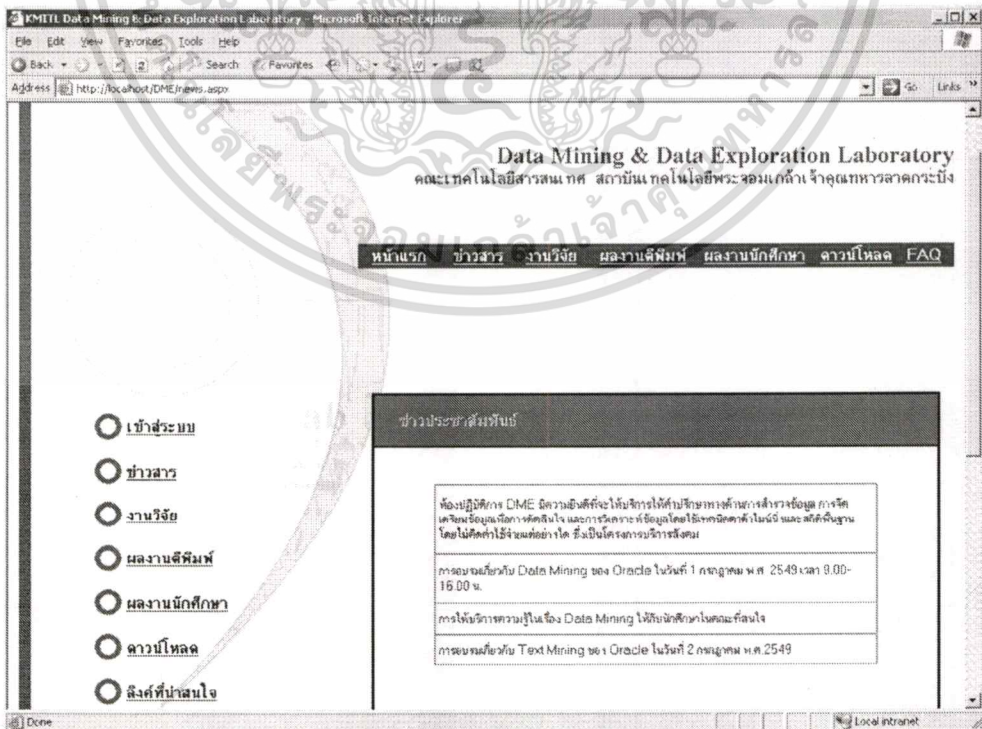 KMITL Data Mining & Data Exploration Laboratory - Microsoft Internet Explorer
File Edit View Favorites Tools Help
Back Search Favorites
Address http://localhost/DME/news.aspx Go Links
Data Mining & Data Exploration Laboratory
คณะเทคโนโลยีสารสนเทศ สถาบันเทคโนโลยีพระจอมเกล้าเจ้าคุณทหารลาดกระบัง
หน้าแรก ข่าวสาร งานวิจัย ผลงานตีพิมพ์ ผลงานนักศึกษา ดาวน์โหลด FAQ
เข้าสู่ระบบ
ข่าวสาร
งานวิจัย
ผลงานตีพิมพ์
ผลงานนักศึกษา
ดาวน์โหลด
ลิงค์ที่น่าสนใจ
ข่าวประชาสัมพันธ์
ห้องปฏิบัติการ DME มีความยินดีที่จะให้บริการให้คำปรึกษาทางด้านการสำรวจข้อมูล การจัด
เตรียมข้อมูลเพื่อการตัดสินใจ และการวิเคราะห์ข้อมูลโดยใช้เทคนิคดาต้าไมน์นิ่ง และสถิติพื้นฐาน
โดยไม่คิดค่าใช้จ่ายแต่อย่างใด ซึ่งเป็นโครงการบริการสังคม
การอบรมเกี่ยวกับ Data Mining ของ Oracle ในวันที่ 1 กรกฎาคม พ.ศ. 2549 เวลา 9.00-
16.00 น.
การให้บริการความรู้ในเรื่อง Data Mining ให้กับนักศึกษาในคณะที่สนใจ
การอบรมเกี่ยวกับ Text Mining ของ Oracle ในวันที่ 2 กรกฎาคม พ.ศ.2549
Done Local intranet